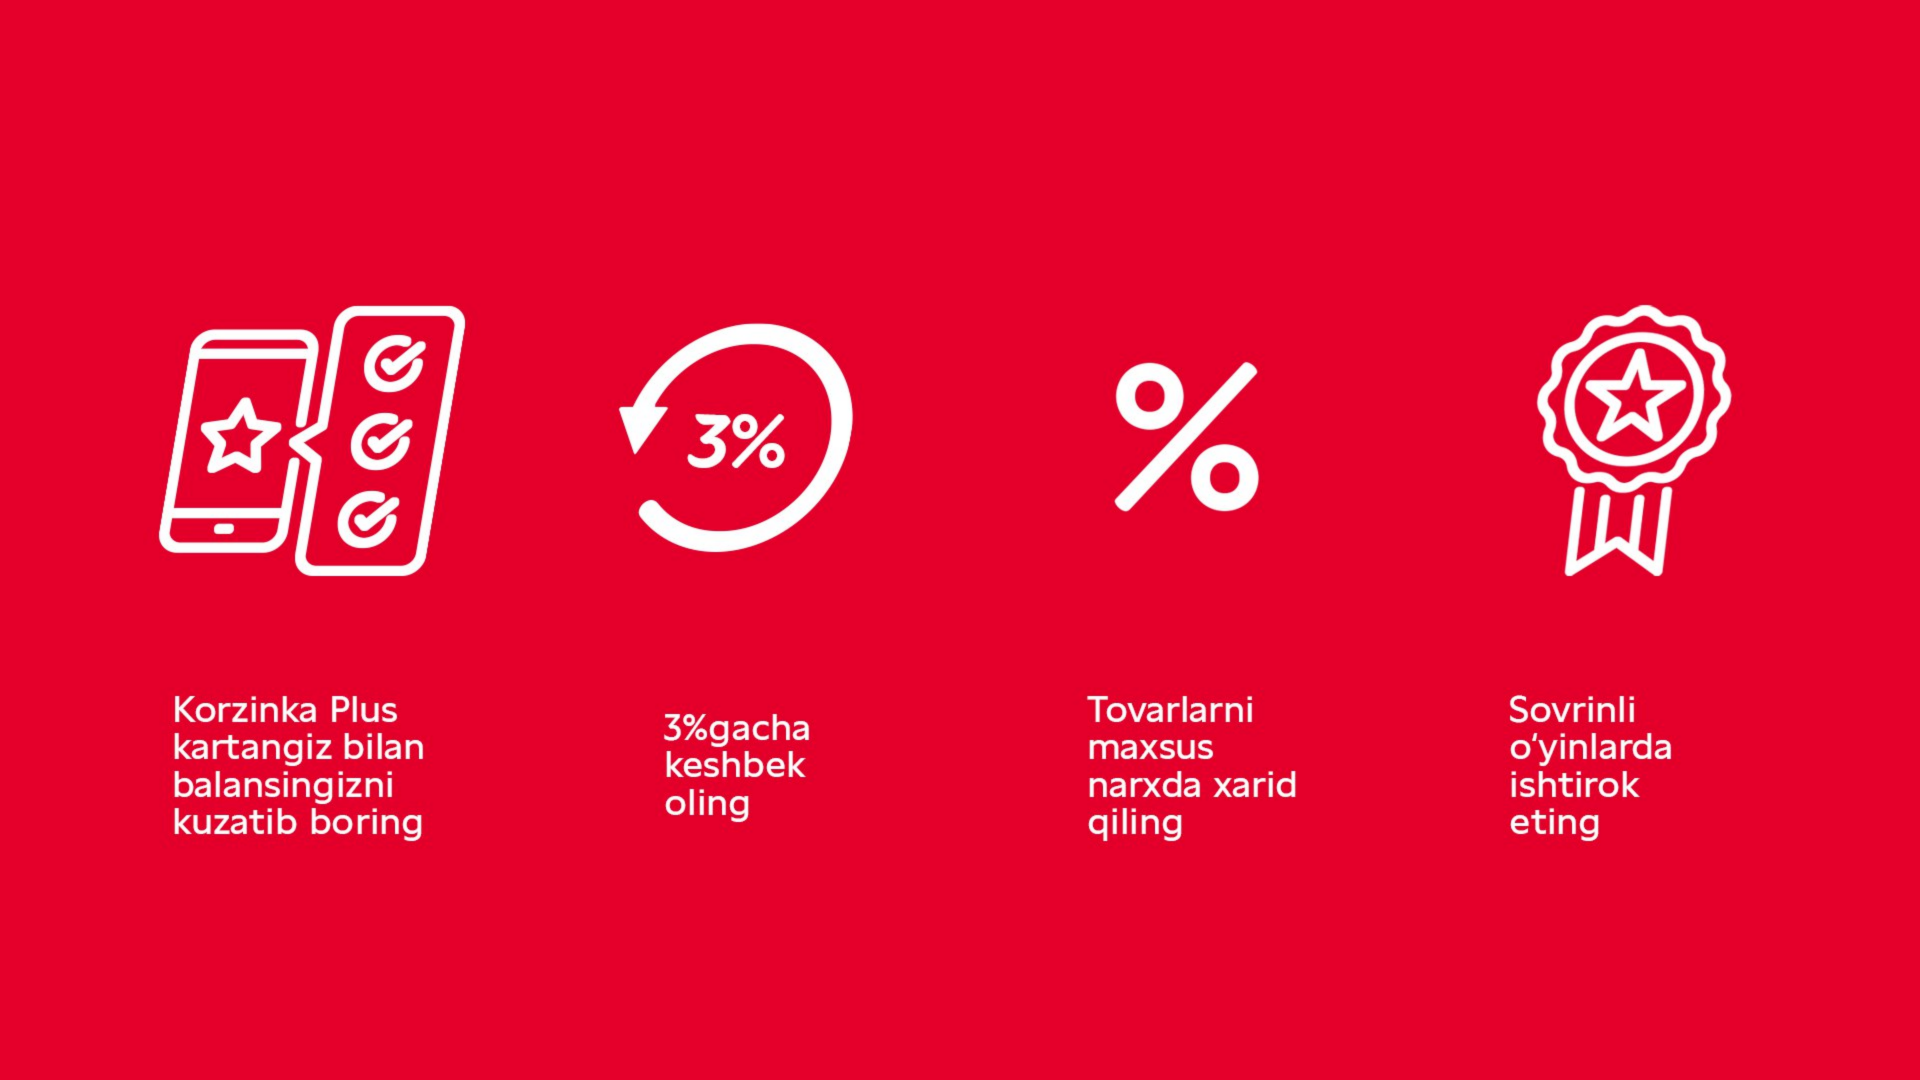 3%
%
Korzinka Plus
kartangiz bilan
balansingizni
kuzatib boring
3%gacha
keshbek
oling
Tovarlarni
maxsus
narxda xarid
qiling
Sovrinli
o‘yinlarda
ishtirok
eting